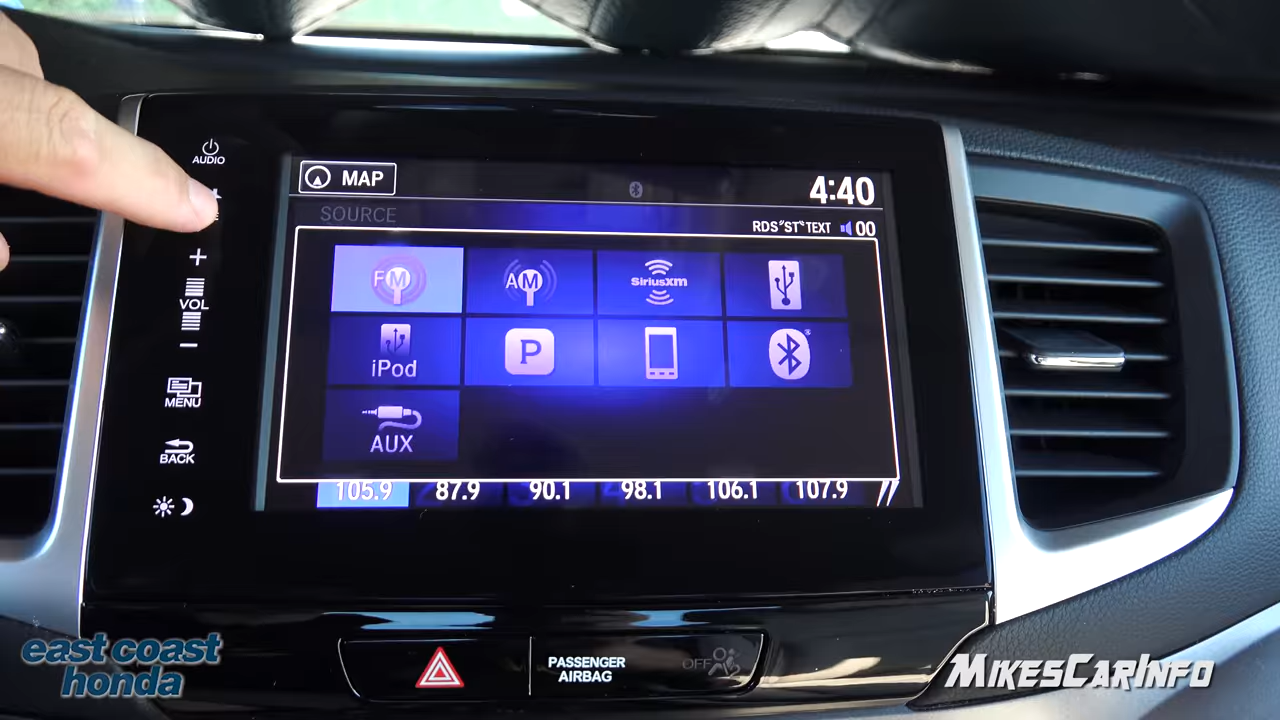 AUDIO
MAP
4:40
SOURCE
RDS "ST" TEXT 00
+
VOL
−
MENU
BACK
FM
AM
SiriusXM
iPod
P
AUX
105.9 87.9 90.1 98.1 106.1 107.9
PASSENGER
AIRBAG
OFF
east coast
honda
MIKESCARINFO